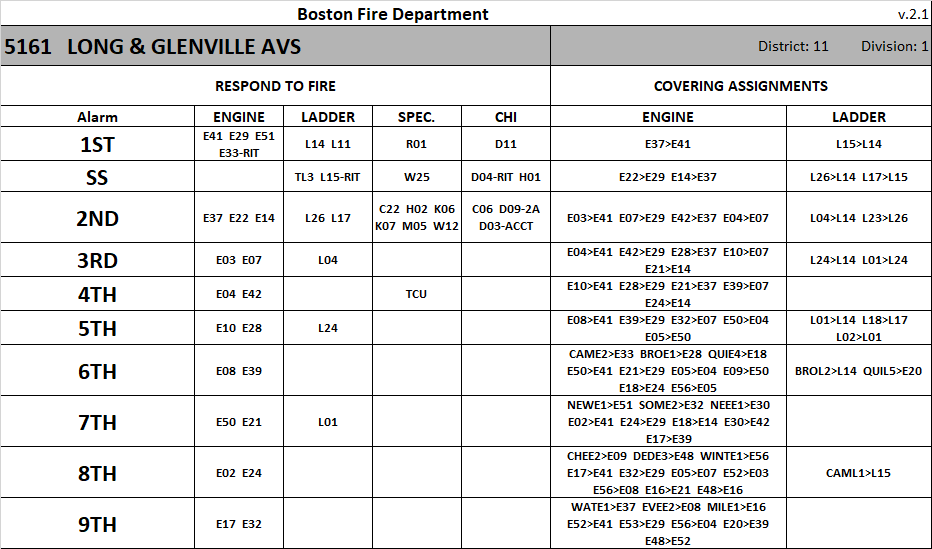 Boston Fire Department v.2.1
5161 LONG & GLENVILLE AVS District: 11 Division: 1
RESPOND TO FIRE COVERING ASSIGNMENTS
Alarm ENGINE LADDER SPEC. CHI ENGINE LADDER
1ST E41 E29 E51 L14 L11 R01 D11 E37>E41 L15>L14
E33-RIT
SS TL3 L15-RIT W25 D04-RIT H01 E22>E29 E14>E37 L26>L14 L17>L15
2ND E37 E22 E14 L26 L17 C22 H02 K06 C06 D09-2A E03>E41 E07>E29 E42>E37 E04>E07 L04>L14 L23>L26
K07 M05 W12 D03-ACCT
3RD E03 E07 L04 E04>E41 E42>E29 E28>E37 E10>E07 L24>L14 L01>L24
E21>E14
4TH E04 E42 TCU E10>E41 E28>E29 E21>E37 E39>E07
E24>E14
5TH E10 E28 L24 E08>E41 E39>E29 E32>E07 E50>E04 L01>L14 L18>L17
E05>E50 L02>L01
6TH E08 E39 CAME2>E33 BROE1>E28 QUIE4>E18
E50>E41 E21>E29 E05>E04 E09>E50 BROL2>L14 QUIL5>E20
E18>E24 E56>E05
7TH E50 E21 L01 NEWE1>E51 SOME2>E32 NEEE1>E30
E02>E41 E24>E29 E18>E14 E30>E42
E17>E39
8TH E02 E24 CHEE2>E09 DEDE3>E48 WINTE1>E56
E17>E41 E32>E29 E05>E07 E52>E03 CAML1>L15
E56>E08 E16>E21 E48>E16
9TH E17 E32 WATE1>E37 EVEE2>E08 MILE1>E16
E52>E41 E53>E29 E56>E04 E20>E39
E48>E52